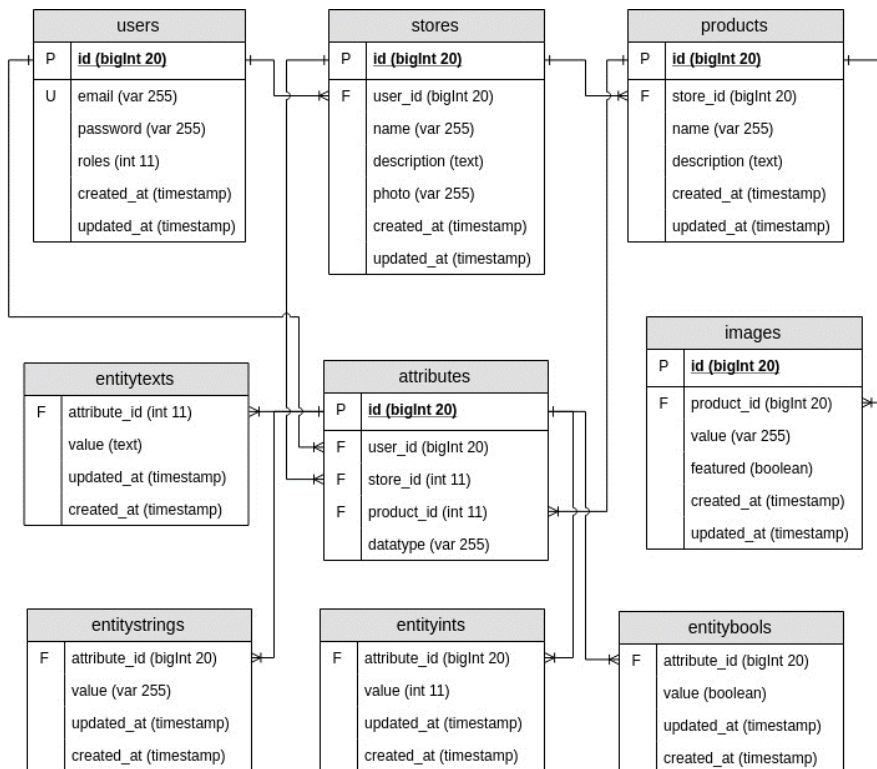 users
P id (bigInt 20)
U email (var 255)
password (var 255)
roles (int 11)
created_at (timestamp)
updated_at (timestamp)
stores
P id (bigInt 20)
F user_id (bigInt 20)
name (var 255)
description (text)
photo (var 255)
created_at (timestamp)
updated_at (timestamp)
products
P id (bigInt 20)
F store_id (bigInt 20)
name (var 255)
description (text)
created_at (timestamp)
updated_at (timestamp)
entitytexts
F attribute_id (int 11)
value (text)
updated_at (timestamp)
created_at (timestamp)
attributes
P id (bigInt 20)
F user_id (bigInt 20)
F store_id (int 11)
F product_id (int 11)
datatype (var 255)
images
P id (bigInt 20)
F product_id (bigInt 20)
value (var 255)
featured (boolean)
created_at (timestamp)
updated_at (timestamp)
entitystrings
F attribute_id (bigInt 20)
value (var 255)
updated_at (timestamp)
created_at (timestamp)
entityints
F attribute_id (bigInt 20)
value (int 11)
updated_at (timestamp)
created_at (timestamp)
entitybools
F attribute_id (bigInt 20)
value (boolean)
updated_at (timestamp)
created_at (timestamp)